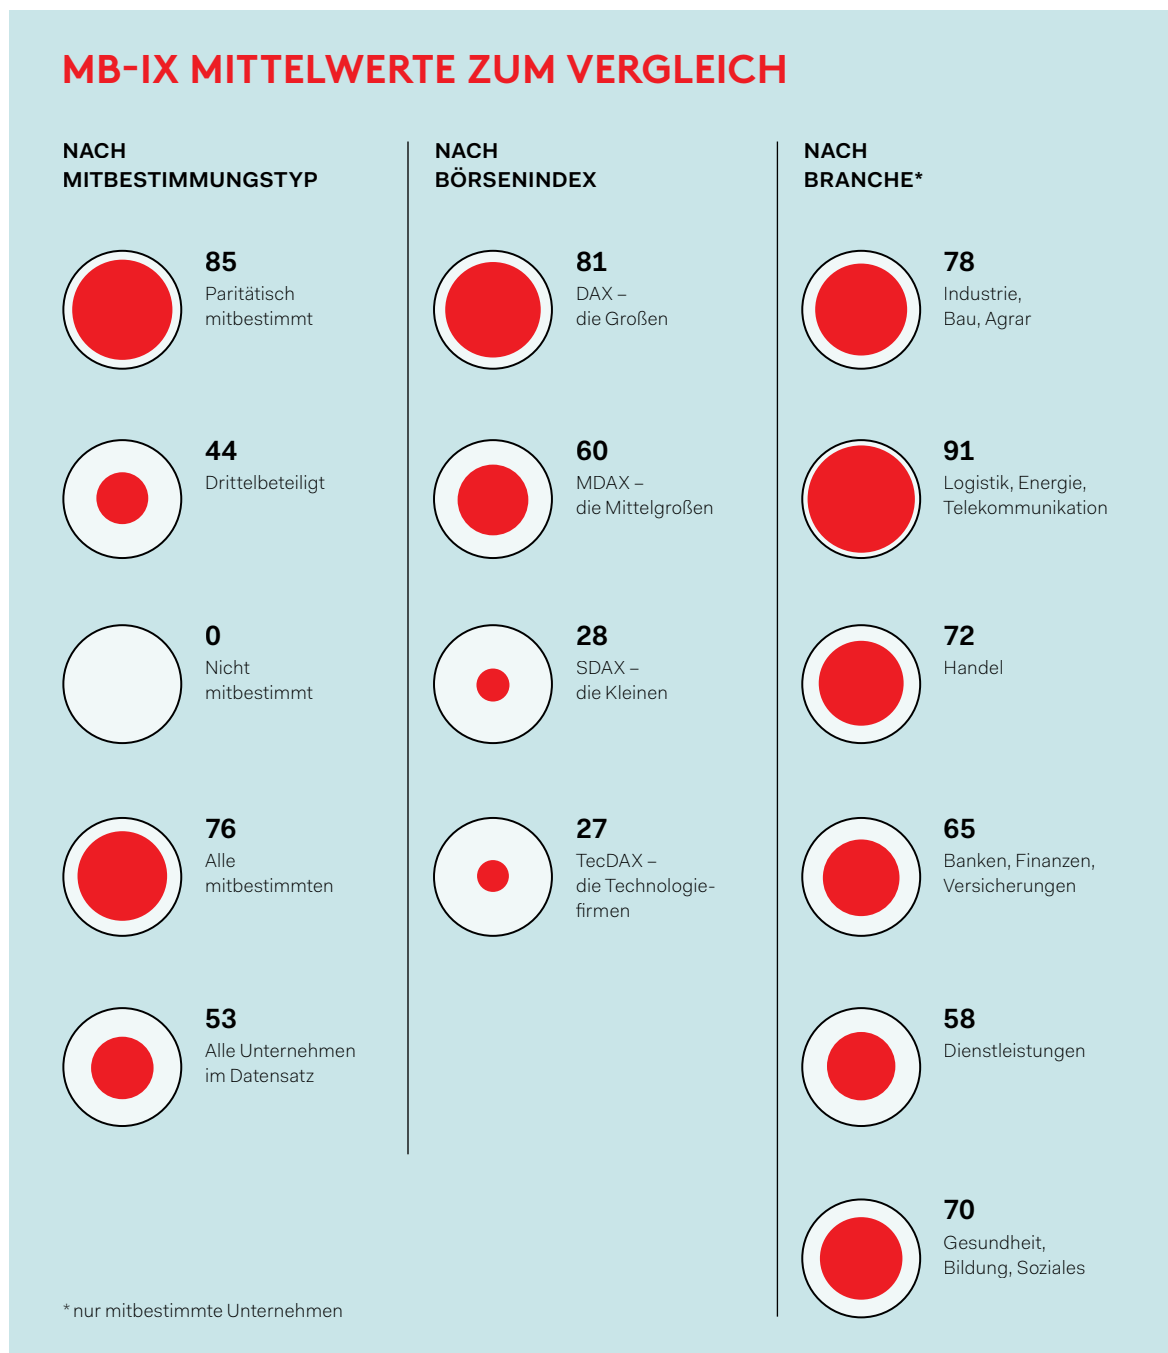 MB-IX MITTELWERTE ZUM VERGLEICH
NACH
MITBESTIMMUNGSTYP
85
Paritätisch
mitbestimmt
44
Drittelbeteiligt
0
Nicht
mitbestimmt
76
Alle
mitbestimmten
53
Alle Unternehmen
im Datensatz
NACH
BÖRSENINDEX
81
DAX –
die Großen
60
MDAX –
die Mittelgroßen
28
SDAX –
die Kleinen
27
TecDAX –
die Technologie-
firmen
NACH
BRANCHE*
78
Industrie,
Bau, Agrar
91
Logistik, Energie,
Telekommunikation
72
Handel
65
Banken, Finanzen,
Versicherungen
58
Dienstleistungen
70
Gesundheit,
Bildung, Soziales
* nur mitbestimmte Unternehmen